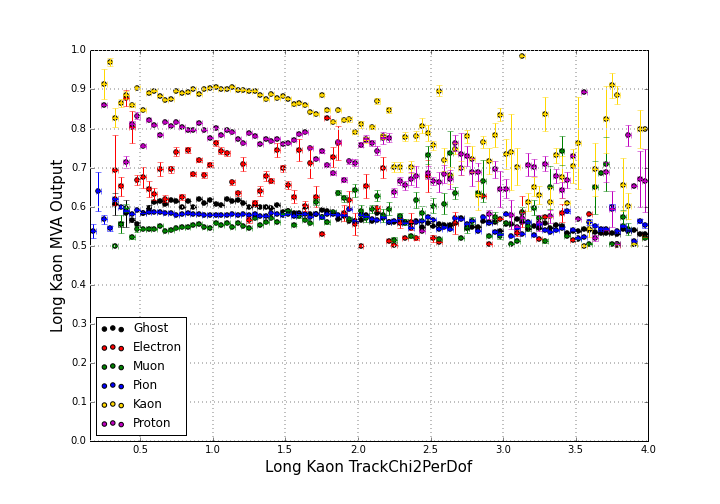 1.0
0.9
0.8
0.7
0.6
0.5
0.4
0.3
0.2
0.1
0.0
Long Kaon MVA Output
Ghost
Electron
Muon
Pion
Kaon
Proton
0.5 1.0 1.5 2.0 2.5 3.0 3.5 4.0
Long Kaon TrackChi2PerDof